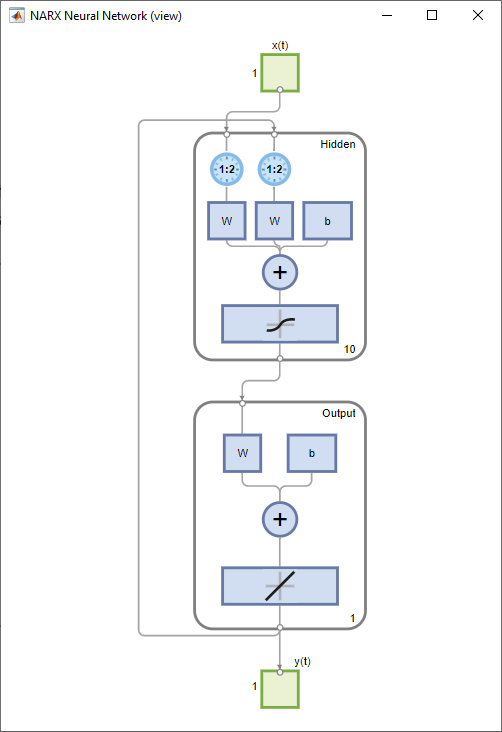 NARX Neural Network (view)
x(t)
1
Hidden
1:2 1:2
W W b
+
10
Output
W b
+
1
y(t)
1